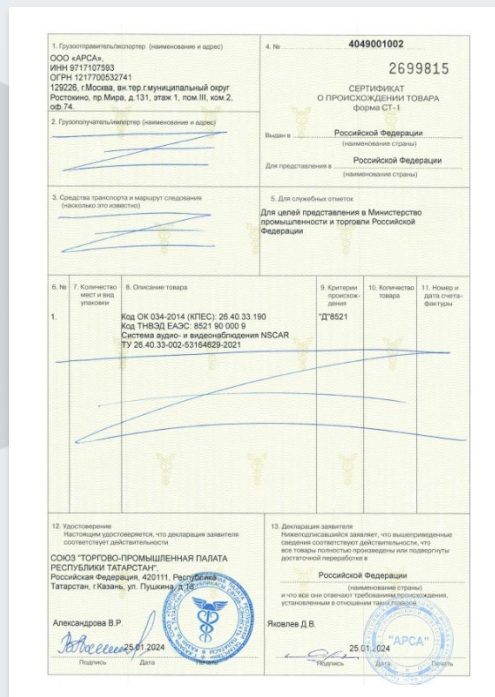 1. Грузоотправитель/экспортер (наименование и адрес)
ООО «АРСА»,
ИНН 9717107593
ОГРН 1217700532741
129226, г.Москва, вн.тер.г.муниципальный округ
Ростокино, пр.Мира, д.131, этаж 1, пом.III, ком.2,
оф.74.
2. Грузополучатель/импортер (наименование и адрес)
3. Средства транспорта и маршрут следования
(насколько это известно)
4. № 4049001002
2699815
СЕРТИФИКАТ
О ПРОИСХОЖДЕНИИ ТОВАРА
форма СТ-1
Выдан в Российской Федерации
(наименование страны)
Для представления в Российской Федерации
(наименование страны)
5. Для служебных отметок
Для целей представления в Министерство
промышленности и торговли Российской
Федерации
6. №
7. Количество
мест и вид
упаковки
8. Описание товара
9. Критерии
происхож-
дения
10. Количество
товара
11. Номер и
дата счета-
фактуры
1.
Код ОК 034-2014 (КПЕС): 26.40.33.190
Код ТНВЭД ЕАЭС: 8521 90 000 9
Система аудио- и видеонаблюдения NSCAR
ТУ 26.40.33-002-53164629-2021
"Д"8521
12. Удостоверение
Настоящим удостоверяется, что декларация заявителя
соответствует действительности
СОЮЗ "ТОРГОВО-ПРОМЫШЛЕННАЯ ПАЛАТА
РЕСПУБЛИКИ ТАТАРСТАН",
Российская Федерация, 420111, Республика
Татарстан, г.Казань, ул. Пушкина, д.18
Александрова В.Р.
25.01.2024
Подпись Дата Печать
13. Декларация заявителя
Нижеподписавшийся заявляет, что вышеприведенные
сведения соответствуют действительности, что
все товары полностью произведены или подвергнуты
достаточной переработке в
Российской Федерации
(наименование страны)
и что все они отвечают требованиям происхождения,
установленным в отношении таких товаров
Яковлев Д.В.
"АРСА"
25.01.2024
Подпись Дата Печать